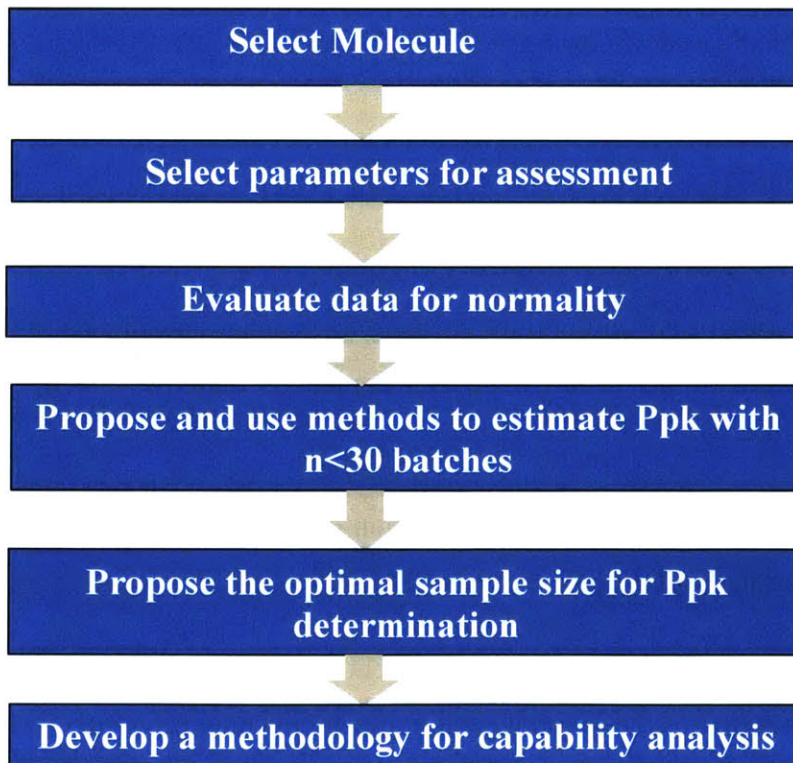 Select Molecule
Select parameters for assessment
Evaluate data for normality
Propose and use methods to estimate Ppk with
n<30 batches
Propose the optimal sample size for Ppk
determination
Develop a methodology for capability analysis